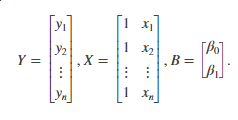 Y = [y₁ y₂ ⋮ yₙ], X = [1 x₁ 1 x₂ ⋮ ⋮ 1 xₙ], B = [β₀ β₁].